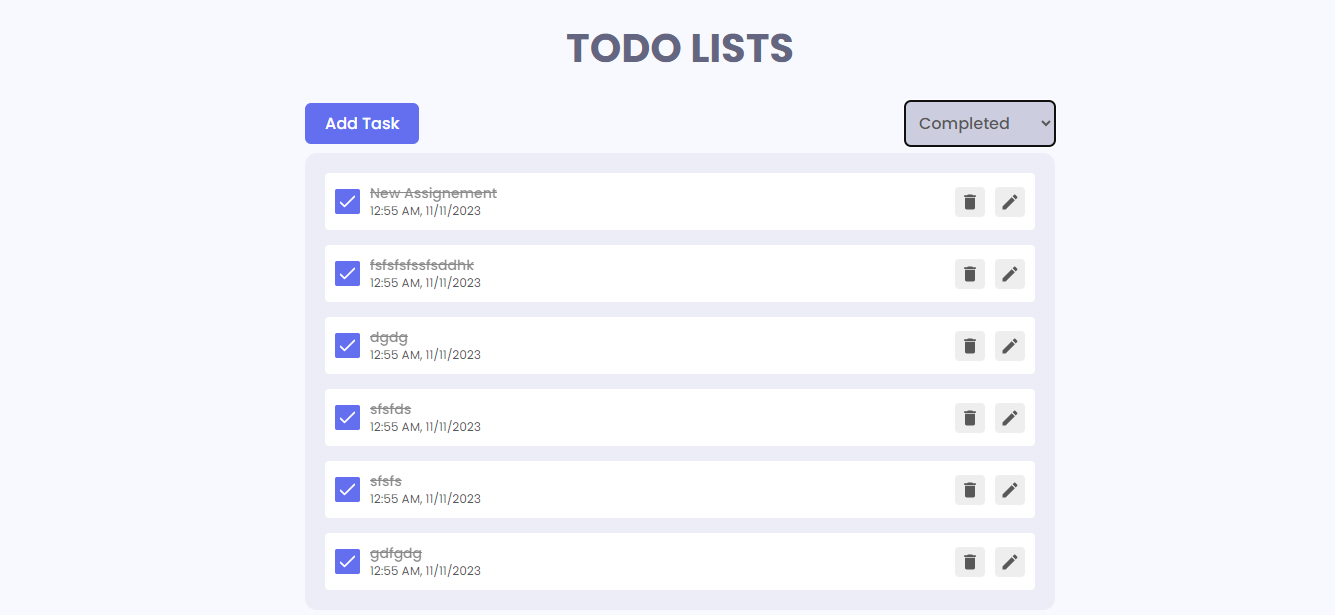 TODO LISTS
Add Task
Completed
New Assignement
12:55 AM, 11/11/2023
fsfsfsfssfsddhk
12:55 AM, 11/11/2023
dgdg
12:55 AM, 11/11/2023
sfsfds
12:55 AM, 11/11/2023
sfsfs
12:55 AM, 11/11/2023
gdfgdg
12:55 AM, 11/11/2023